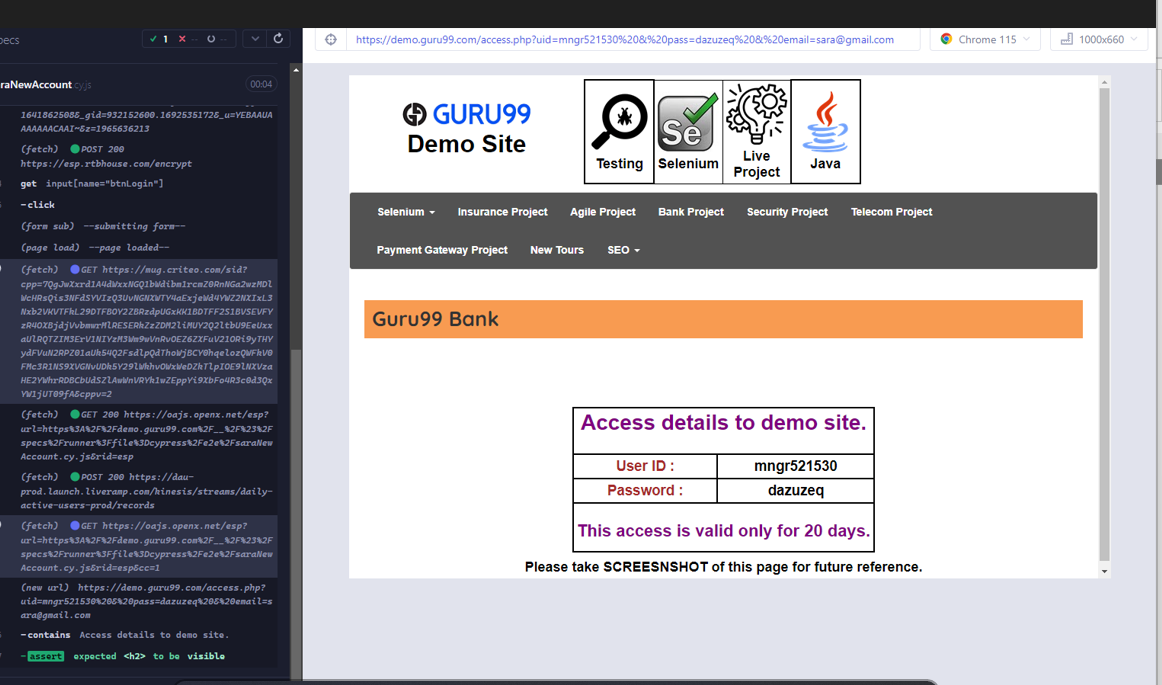 pecs
1
--
--
https://demo.guru99.com/access.php?uid=mngr521530%20&%20pass=dazuzeq%20&%20email=sara@gmail.com
Chrome 115
1000x660
raNewAccount cy.js
00:04
164186250&_gid=932152600.1692535172&_u=YEBAAUA
AAAAAACAAI~&z=1965636213
(fetch) POST 200
https://esp.rtbhouse.com/encrypt
get input[name="btnLogin"]
-click
(form sub) --submitting form--
(page load) --page loaded--
(fetch) GET https://mug.criteo.com/sid?
(fetch) GET 200 https://oajs.openx.net/esp?
url=https%3A%2F%2Fdemo.guru99.com%2F__%2F%23%2F
specs%2Frunner%3Ffile%3Dcypress%2Fe2e%2FsaraNew
Account.cy.js&rid=esp
(fetch) POST 200 https://dau-
prod.launch.liveramp.com/kinesis/streams/daily-
active-users-prod/records
(fetch) GET https://oajs.openx.net/esp?
url=https%3A%2F%2Fdemo.guru99.com%2F__%2F%23%2F
specs%2Frunner%3Ffile%3Dcypress%2Fe2e%2FsaraNew
Account.cy.js&rid=esp&cc=1
(new url) https://demo.guru99.com/access.php?
uid=mngr521530%20&%20pass=dazuzeq%20&%20email=s
ara@gmail.com
-contains Access details to demo site.
-assert expected <h2> to be visible
GURU99
Demo Site
Testing
Se
Selenium
Live
Project
Java
Selenium
Insurance Project
Agile Project
Bank Project
Security Project
Telecom Project
Payment Gateway Project
New Tours
SEO
Guru99 Bank
Access details to demo site.
User ID : mngr521530
Password : dazuzeq
This access is valid only for 20 days.
Please take SCREESNSHOT of this page for future reference.